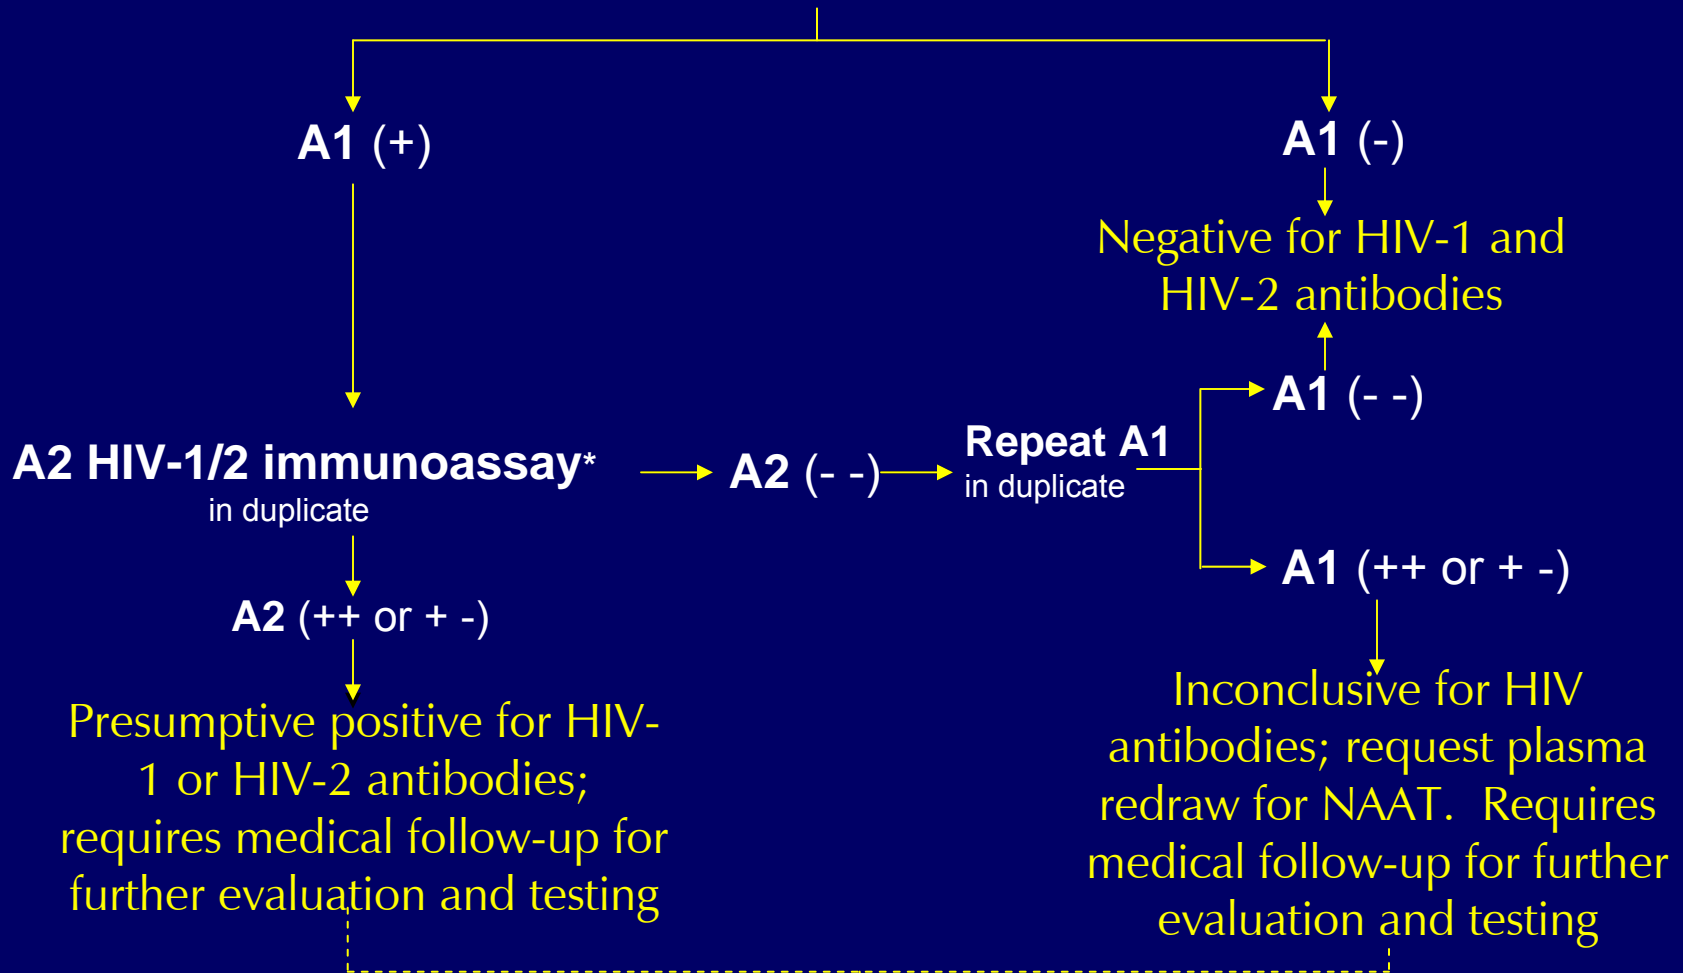 A1 (+)
A1 (-)
Negative for HIV-1 and
HIV-2 antibodies
A1 (- -)
A2 HIV-1/2 immunoassay*
in duplicate
A2 (- -)
Repeat A1
in duplicate
A1 (++ or + -)
A2 (++ or + -)
Presumptive positive for HIV-
1 or HIV-2 antibodies;
requires medical follow-up for
further evaluation and testing
Inconclusive for HIV
antibodies; request plasma
redraw for NAAT.  Requires
medical follow-up for further
evaluation and testing